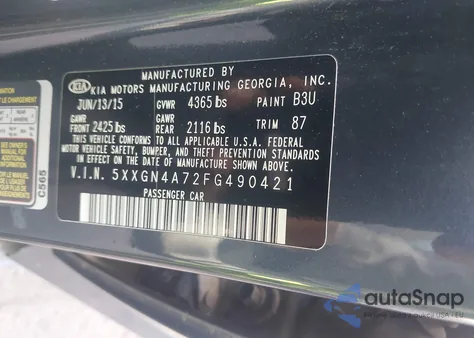 MANUFACTURED BY
KIA KIA MOTORS MANUFACTURING GEORGIA, INC.
JUN/13/15 GVWR 4365 lbs PAINT B3U
GAWR FRONT 2425 lbs GAWR REAR 2116 lbs TRIM 87
THIS VEHICLE CONFORMS TO ALL APPLICABLE U.S.A. FEDERAL
MOTOR VEHICLE SAFETY, BUMPER, AND THEFT PREVENTION
STANDARDS IN EFFECT ON THE DATE OF MANUFACTURE SHOWN ABOVE.
V.I.N. 5XXGN4A72FG490421
PASSENGER CAR
C565
autoSnap